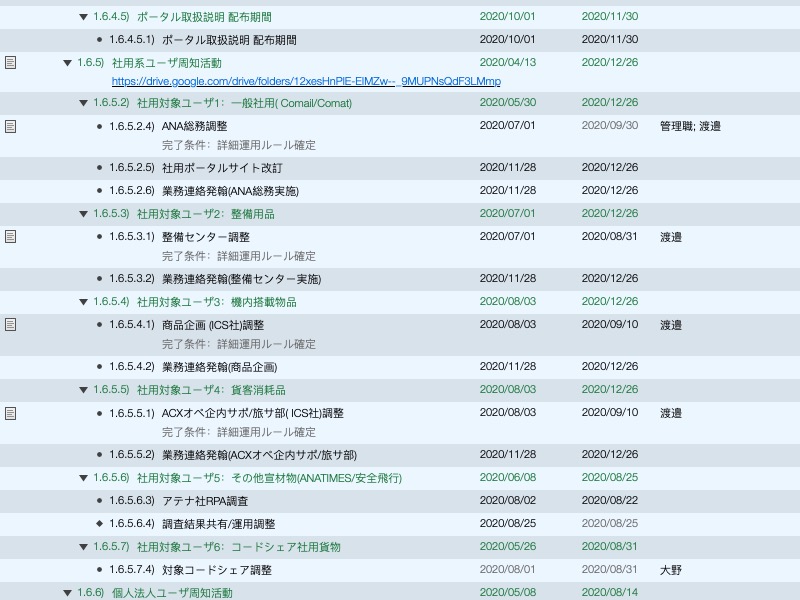 1.6.4.5) ポータル取扱説明 配布期間 2020/10/01 2020/11/30
1.6.4.5.1) ポータル取扱説明 配布期間 2020/10/01 2020/11/30
1.6.5) 社用系ユーザ周知活動 2020/04/13 2020/12/26
https://drive.google.com/drive/folders/12xesHnPlE-ElMZw--_9MUPNsQdF3LMmp
1.6.5.2) 社用対象ユーザ1: 一般社用( Comail/Comat) 2020/05/30 2020/12/26
1.6.5.2.4) ANA総務調整 2020/07/01 2020/09/30 管理職; 渡邉
完了条件: 詳細運用ルール確定
1.6.5.2.5) 社用ポータルサイト改訂 2020/11/28 2020/12/26
1.6.5.2.6) 業務連絡発翰(ANA総務実施) 2020/11/28 2020/12/26
1.6.5.3) 社用対象ユーザ2: 整備用品 2020/07/01 2020/12/26
1.6.5.3.1) 整備センター調整 2020/07/01 2020/08/31 渡邉
完了条件: 詳細運用ルール確定
1.6.5.3.2) 業務連絡発翰(整備センター実施) 2020/11/28 2020/12/26
1.6.5.4) 社用対象ユーザ3: 機内搭載物品 2020/08/03 2020/12/26
1.6.5.4.1) 商品企画 (ICS社)調整 2020/08/03 2020/09/10 渡邉
完了条件: 詳細運用ルール確定
1.6.5.4.2) 業務連絡発翰(商品企画) 2020/11/28 2020/12/26
1.6.5.5) 社用対象ユーザ4: 貨客消耗品 2020/08/03 2020/12/26
1.6.5.5.1) ACXオペ企内サポ/旅サ部( ICS社)調整 2020/08/03 2020/09/10 渡邉
完了条件: 詳細運用ルール確定
1.6.5.5.2) 業務連絡発翰(ACXオペ企内サポ/旅サ部) 2020/11/28 2020/12/26
1.6.5.6) 社用対象ユーザ5: その他宣材物(ANATIMES/安全飛行) 2020/06/08 2020/08/25
1.6.5.6.3) アテナ社RPA調査 2020/08/02 2020/08/22
1.6.5.6.4) 調査結果共有/運用調整 2020/08/25 2020/08/25
1.6.5.7) 社用対象ユーザ6: コードシェア社用貨物 2020/05/26 2020/08/31
1.6.5.7.4) 対象コードシェア調整 2020/08/01 2020/08/31 大野
1.6.6) 個人法人ユーザ周知活動 2020/05/08 2020/08/14